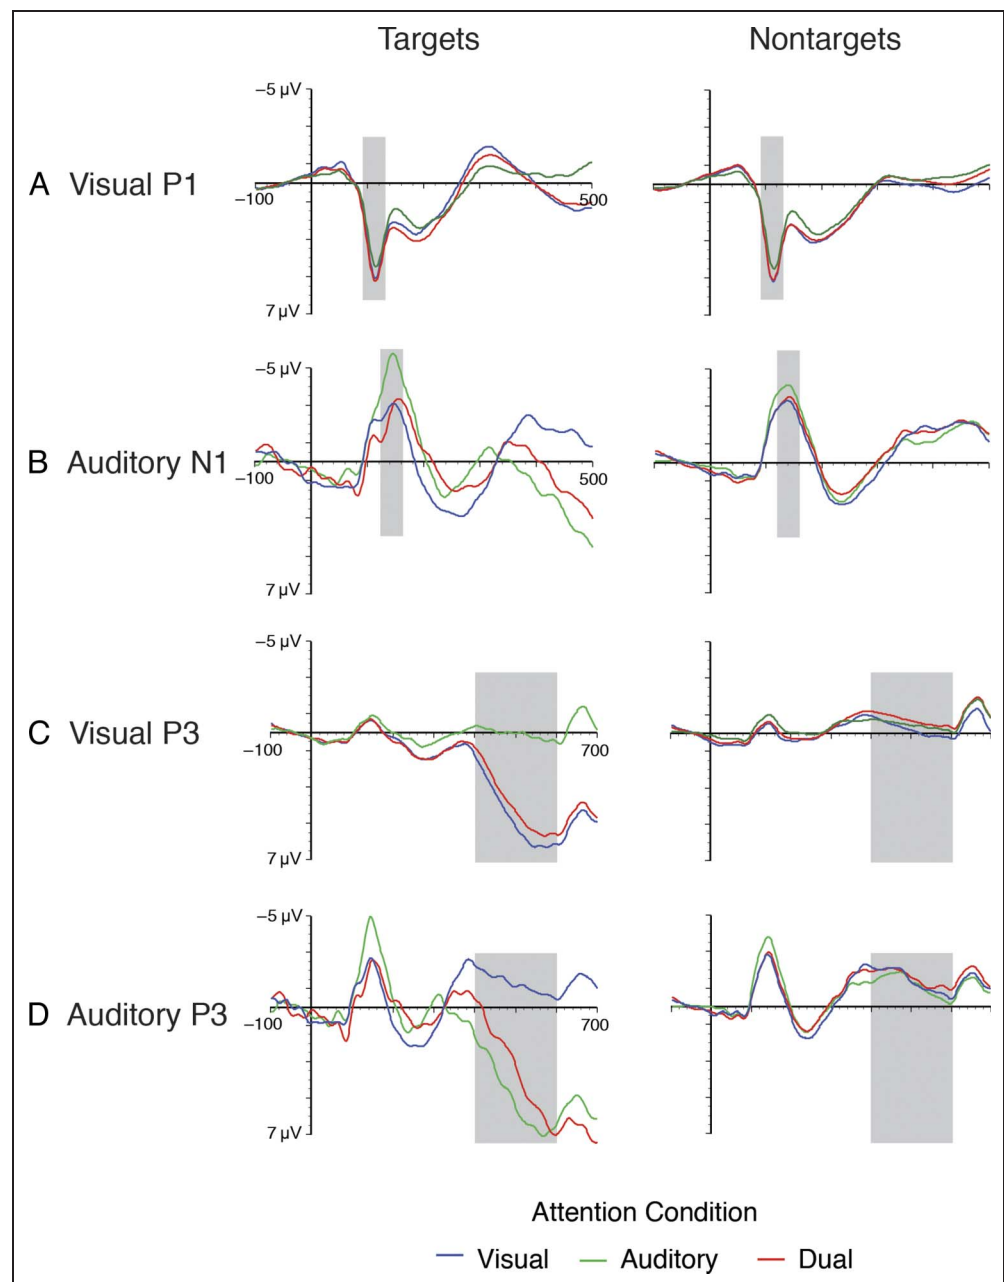 Targets Nontargets
−5 µV
A Visual P1
−100 500
7 µV
−5 µV
B Auditory N1
−100 500
7 µV
−5 µV
C Visual P3
−100 700
7 µV
−5 µV
D Auditory P3
−100 700
7 µV
Attention Condition
Visual Auditory Dual